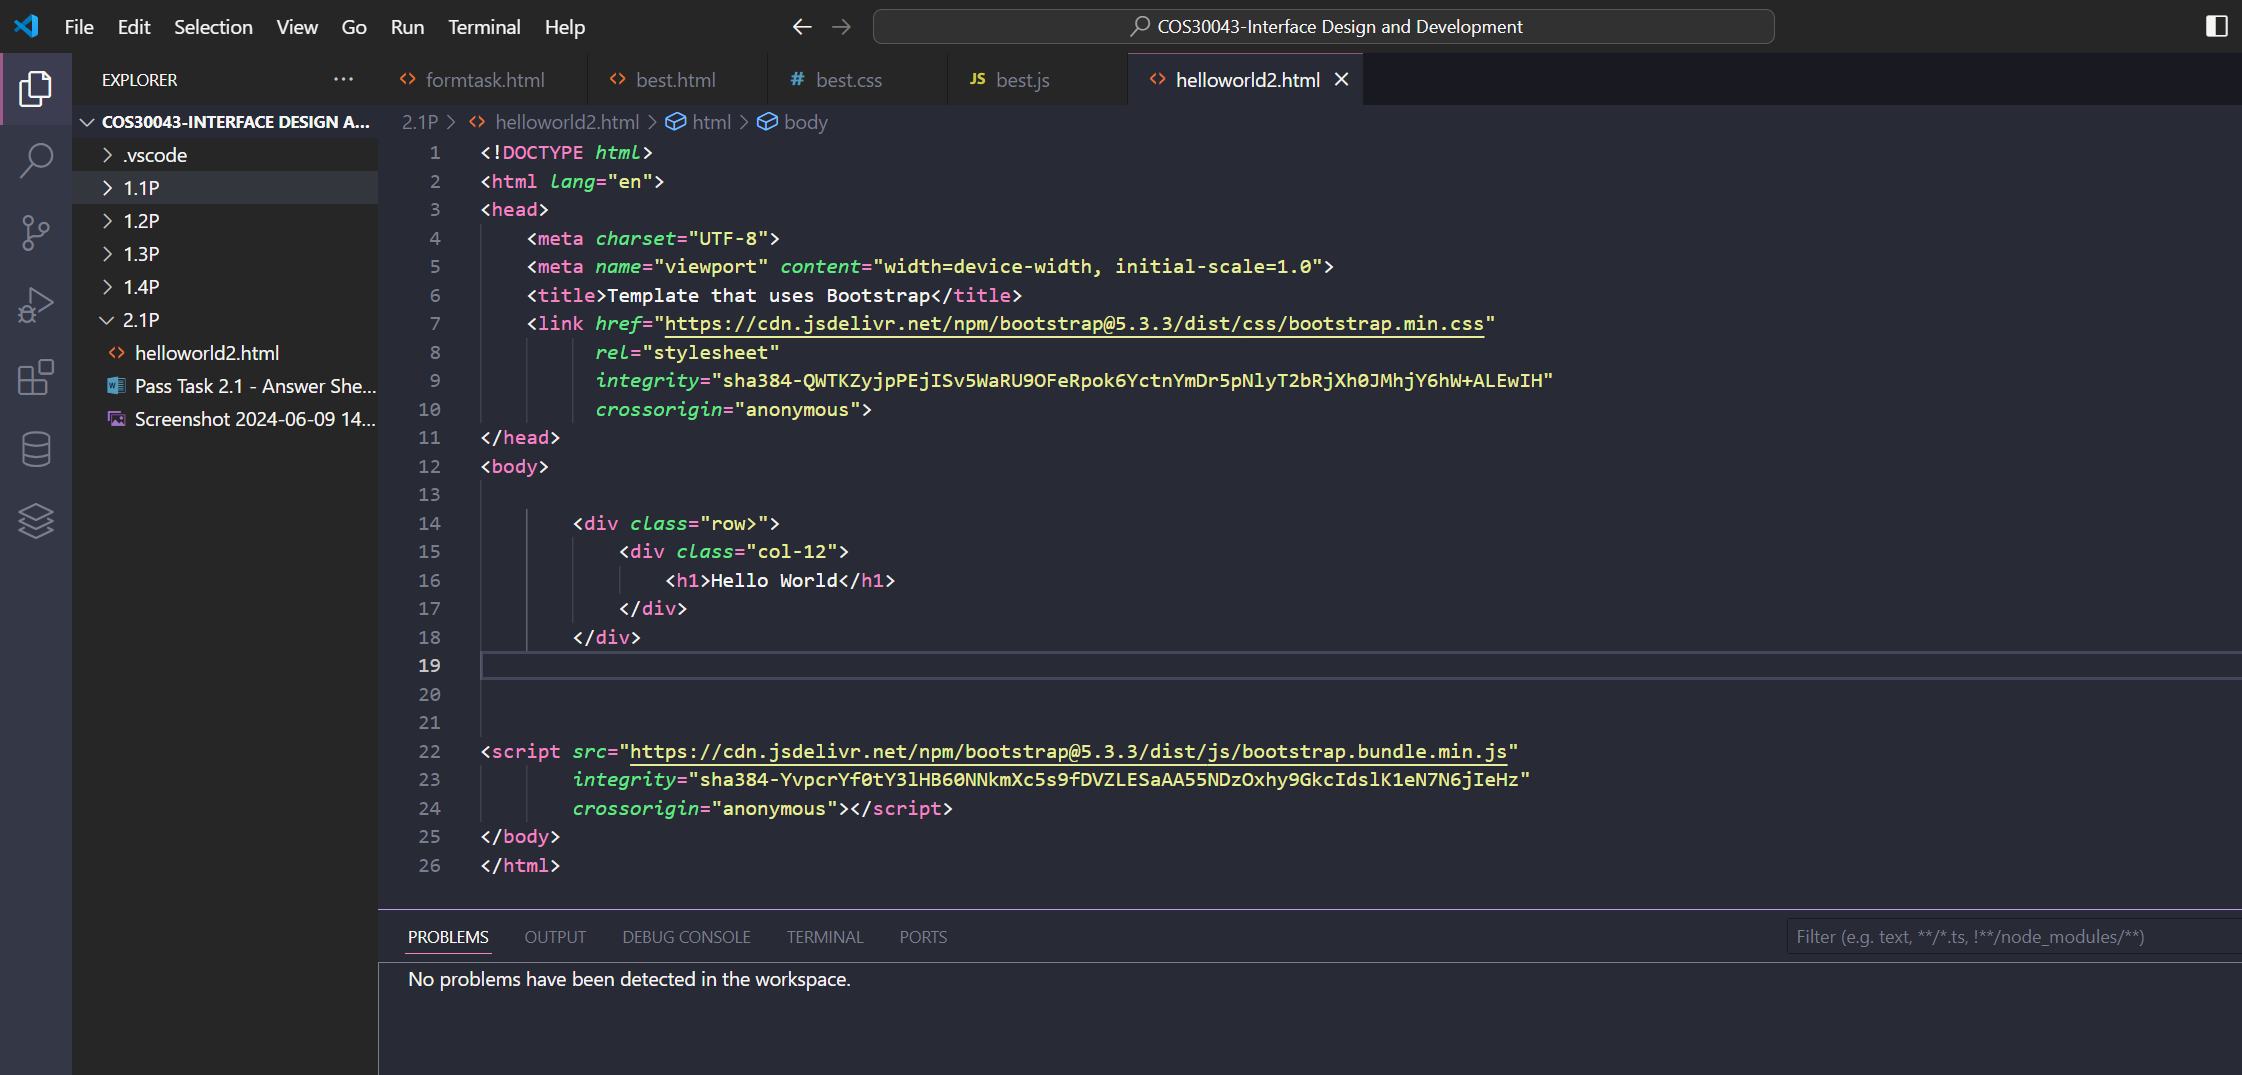 File Edit Selection View Go Run Terminal Help
COS30043-Interface Design and Development
EXPLORER
formtask.html
best.html
# best.css
JS best.js
helloworld2.html
COS30043-INTERFACE DESIGN A...
.vscode
1.1P
1.2P
1.3P
1.4P
2.1P
helloworld2.html
Pass Task 2.1 - Answer She...
Screenshot 2024-06-09 14...
2.1P > <> helloworld2.html > html > body
1 <!DOCTYPE html>
2 <html lang="en">
3 <head>
4 <meta charset="UTF-8">
5 <meta name="viewport" content="width=device-width, initial-scale=1.0">
6 <title>Template that uses Bootstrap</title>
7 <link href="https://cdn.jsdelivr.net/npm/bootstrap@5.3.3/dist/css/bootstrap.min.css"
8 rel="stylesheet"
9 integrity="sha384-QWTKZyjpPEjISv5WaRU9OFeRpok6YctnYmDr5pNlyT2bRjXh0JMhjY6hW+ALEwIH"
10 crossorigin="anonymous">
11 </head>
12 <body>
13
14 <div class="row>">
15 <div class="col-12">
16 <h1>Hello World</h1>
17 </div>
18 </div>
19
20
21
22 <script src="https://cdn.jsdelivr.net/npm/bootstrap@5.3.3/dist/js/bootstrap.bundle.min.js"
23 integrity="sha384-YvpcrYf0tY3lHB60NNkmXc5s9fDVZLESaAA55NDzOxhy9GkcIdslK1eN7N6jIeHz"
24 crossorigin="anonymous"></script>
25 </body>
26 </html>
PROBLEMS OUTPUT DEBUG CONSOLE TERMINAL PORTS
Filter (e.g. text, **/*.ts, !**/node_modules/**)
No problems have been detected in the workspace.